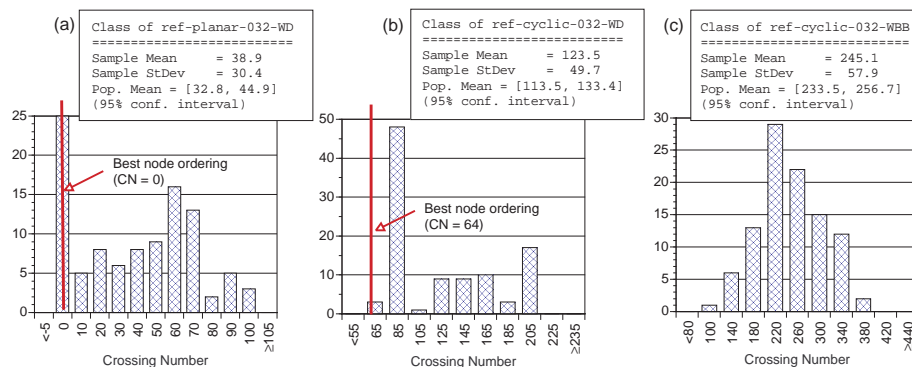 (a)
Class of ref-planar-032-WD
==========================
Sample Mean = 38.9
Sample StDev = 30.4
Pop. Mean = [32.8, 44.9]
(95% conf. interval)
25
20
15
10
5
0
Best node ordering
(CN = 0)
<-5
0
10
20
30
40
50
60
70
80
90
100
≥105
Crossing Number
(b)
Class of ref-cyclic-032-WD
==========================
Sample Mean = 123.5
Sample StDev = 49.7
Pop. Mean = [113.5, 133.4]
(95% conf. interval)
50
40
30
20
10
0
Best node ordering
(CN = 64)
<55
65
85
105
125
145
165
185
205
≥235
Crossing Number
(c)
Class of ref-cyclic-032-WBB
===========================
Sample Mean = 245.1
Sample StDev = 57.9
Pop. Mean = [233.5, 256.7]
(95% conf. interval)
30
25
20
15
10
5
0
<80
100
140
180
220
260
300
340
380
420
>440
Crossing Number